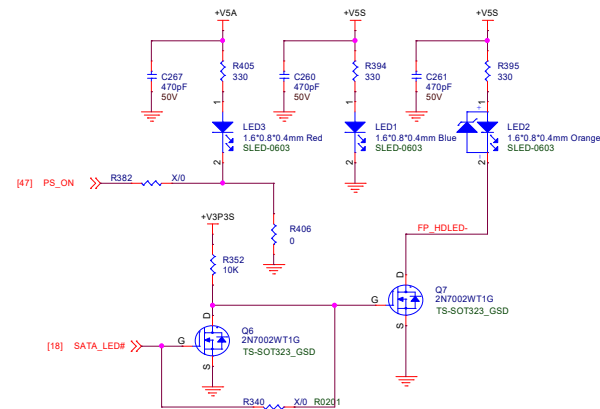 +V5A
+V5S
+V5S
C267
470pF
50V
R405
330
C260
470pF
50V
R394
330
C261
470pF
50V
R395
330
1
LED3
1.6*0.8*0.4mm Red
SLED-0603
2
1
LED1
1.6*0.8*0.4mm Blue
SLED-0603
2
1
+
LED2
1.6*0.8*0.4mm Orange
SLED-0603
-
2
[47] PS_ON
R382
X/0
+V3P3S
R406
0
FP_HDLED-
R352
10K
D
G
S
Q7
2N7002WT1G
TS-SOT323_GSD
D
G
S
Q6
2N7002WT1G
TS-SOT323_GSD
[18] SATA_LED#
R340
X/0
R0201